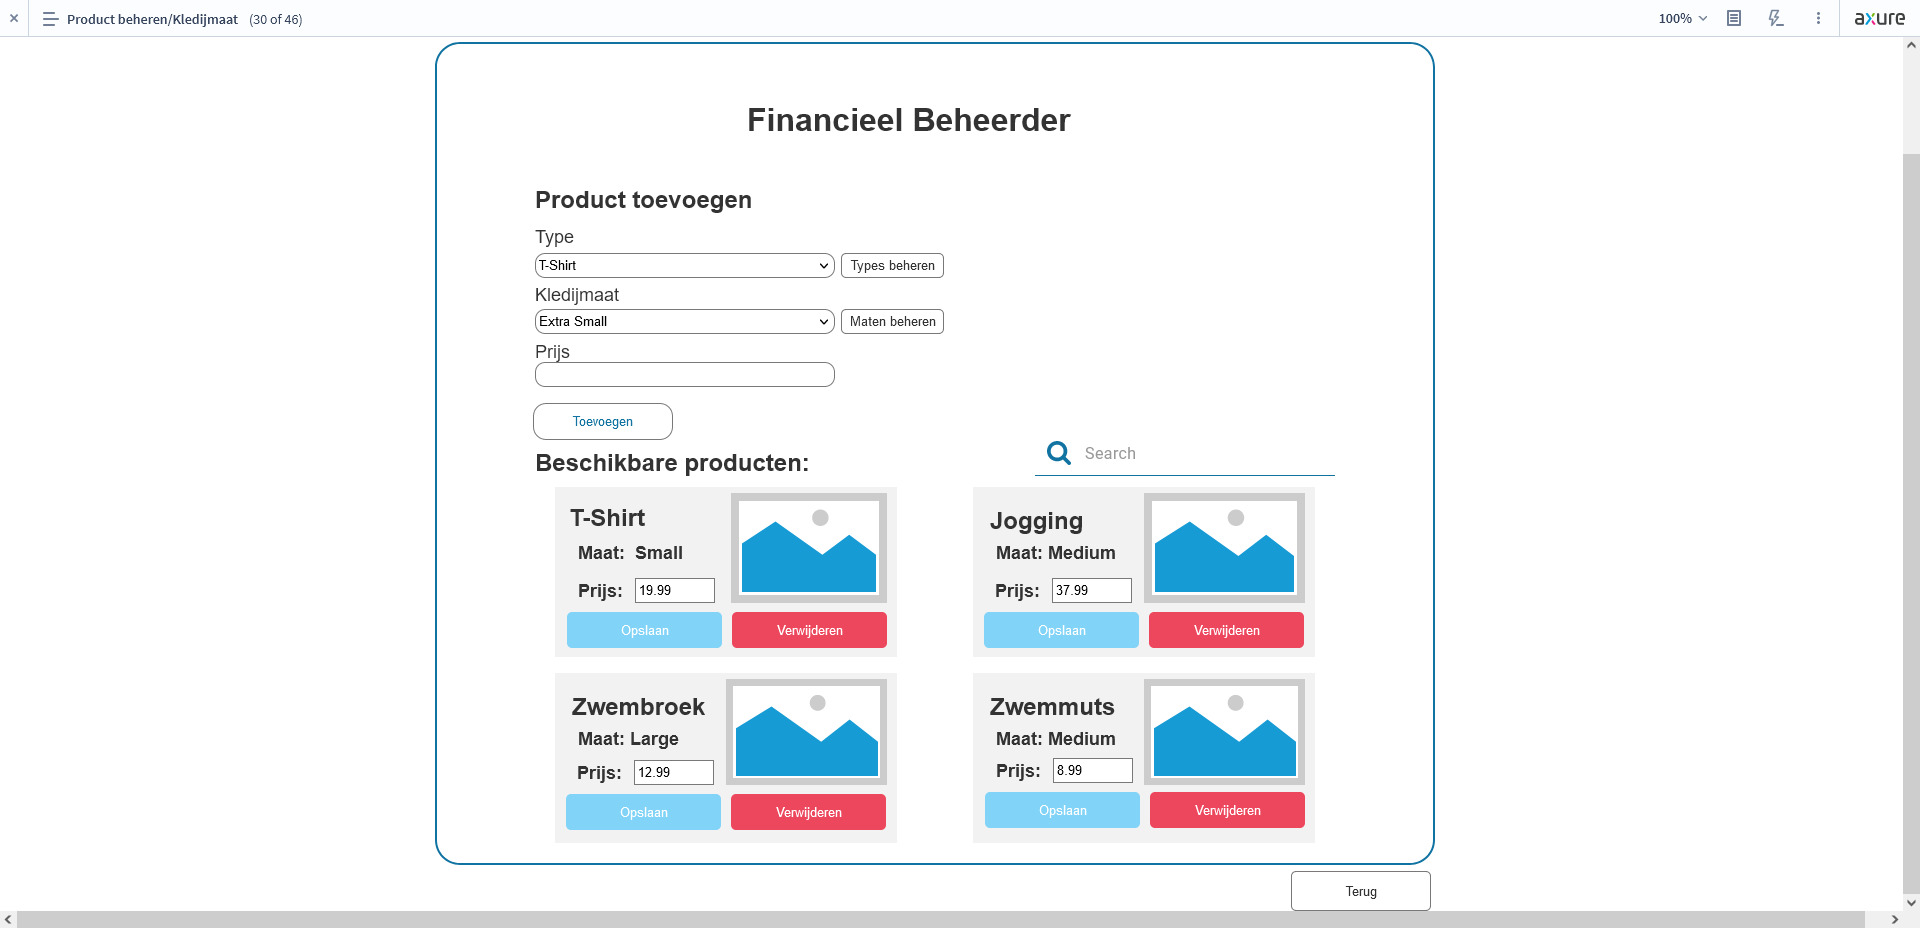 Product beheren/Kledijmaat (30 of 46)
100%
axure
Financieel Beheerder
Product toevoegen
Type
T-Shirt
Types beheren
Kledijmaat
Extra Small
Maten beheren
Prijs
Toevoegen
Search
Beschikbare producten:
T-Shirt
Maat: Small
Prijs: 19.99
Opslaan
Verwijderen
Jogging
Maat: Medium
Prijs: 37.99
Opslaan
Verwijderen
Zwembroek
Maat: Large
Prijs: 12.99
Opslaan
Verwijderen
Zwemmuts
Maat: Medium
Prijs: 8.99
Opslaan
Verwijderen
Terug